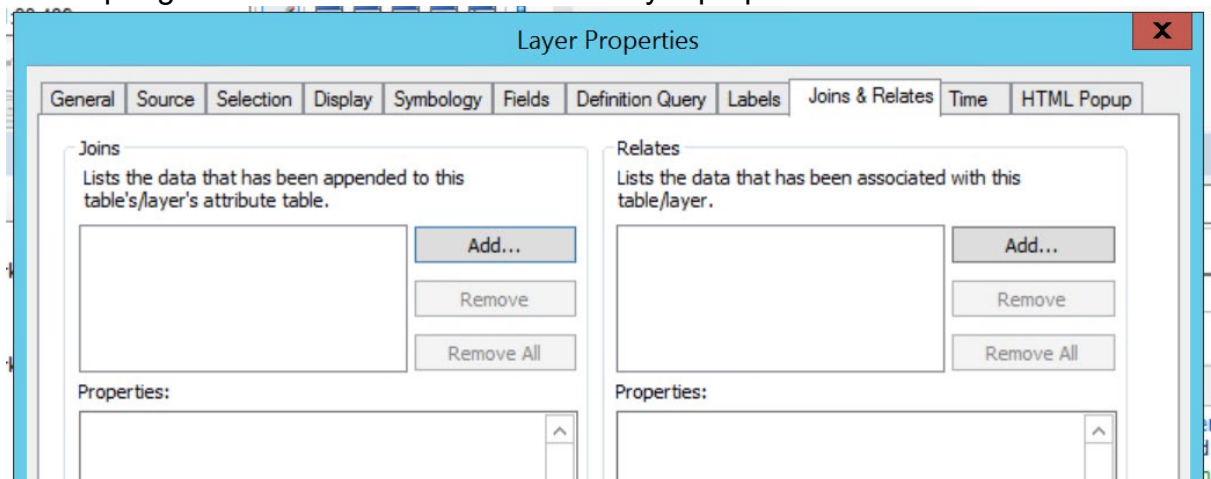 Layer Properties
X
General Source Selection Display Symbology Fields Definition Query Labels Joins & Relates Time HTML Popup
Joins
Lists the data that has been appended to this
table's/layer's attribute table.
Add...
Remove
Remove All
Properties:
Relates
Lists the data that has been associated with this
table/layer.
Add...
Remove
Remove All
Properties: